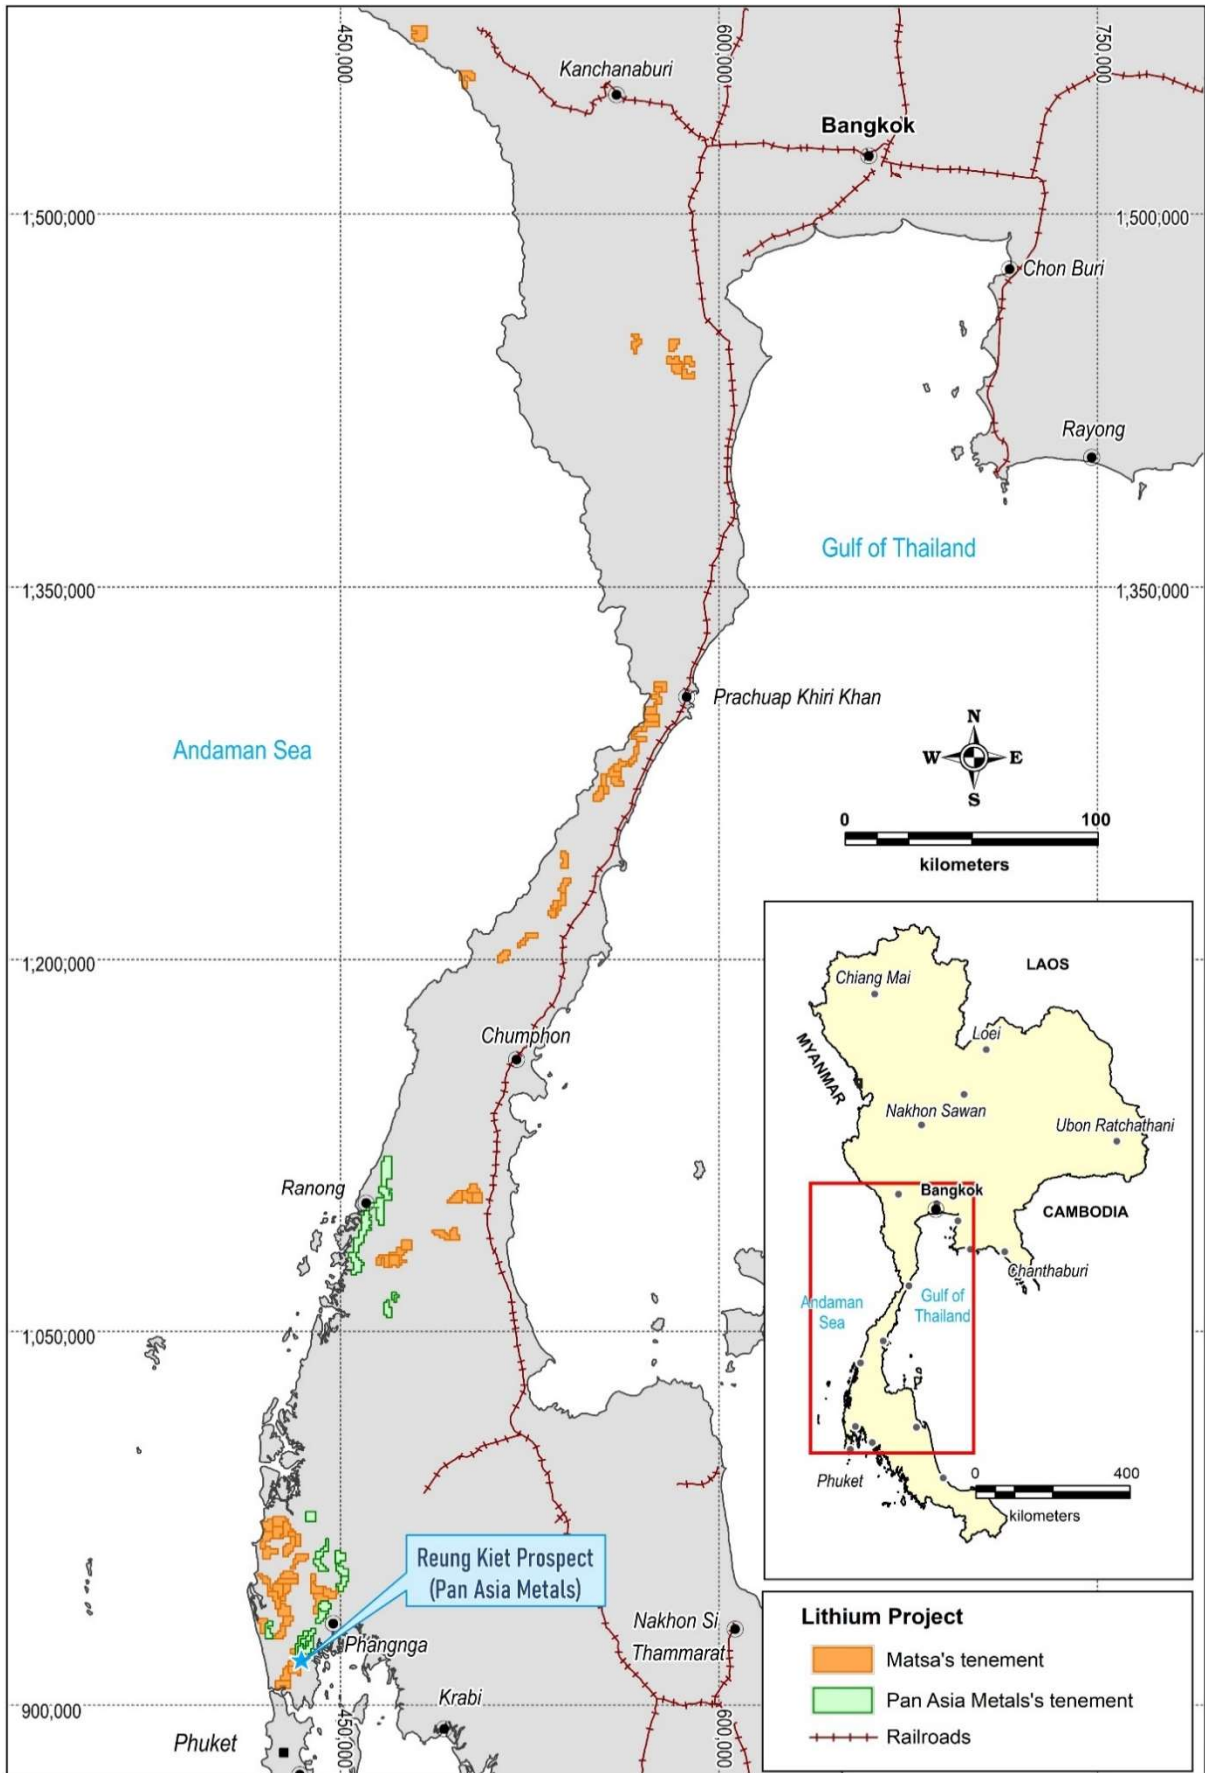 450,000
600,000
750,000
Kanchanaburi
Bangkok
1,500,000
1,500,000
Chon Buri
Rayong
Gulf of Thailand
1,350,000
1,350,000
Prachuap Khiri Khan
Andaman Sea
N
W
E
S
0
100
kilometers
1,200,000
Chumphon
Ranong
1,050,000
LAOS
Chiang Mai
Loei
MYANMAR
Nakhon Sawan
Ubon Ratchathani
Bangkok
CAMBODIA
Chanthaburi
Andaman
Sea
Gulf of
Thailand
Phuket
0
400
kilometers
Reung Kiet Prospect
(Pan Asia Metals)
Phangnga
Nakhon Si
Thammarat
Krabi
900,000
Phuket
450,000
600,000
Lithium Project
Matsa's tenement
Pan Asia Metals's tenement
Railroads